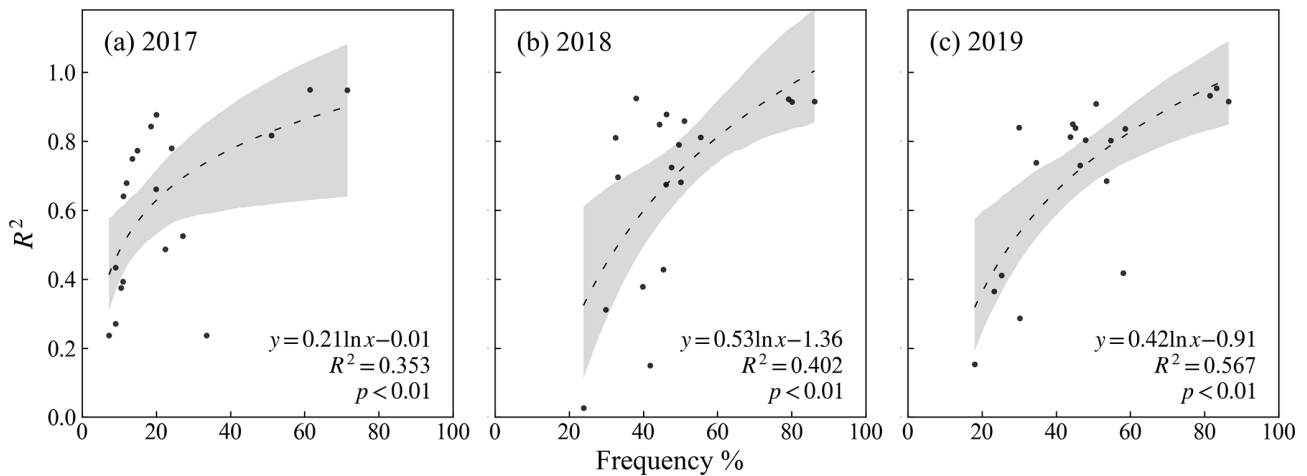 (a) 2017
(b) 2018
(c) 2019
R²
1.0
0.8
0.6
0.4
0.2
0.0
y=0.21lnx−0.01
R²=0.353
p<0.01
y=0.53lnx−1.36
R²=0.402
p<0.01
y=0.42lnx−0.91
R²=0.567
p<0.01
0 20 40 60 80 100
0 20 40 60 80 100
0 20 40 60 80 100
Frequency %